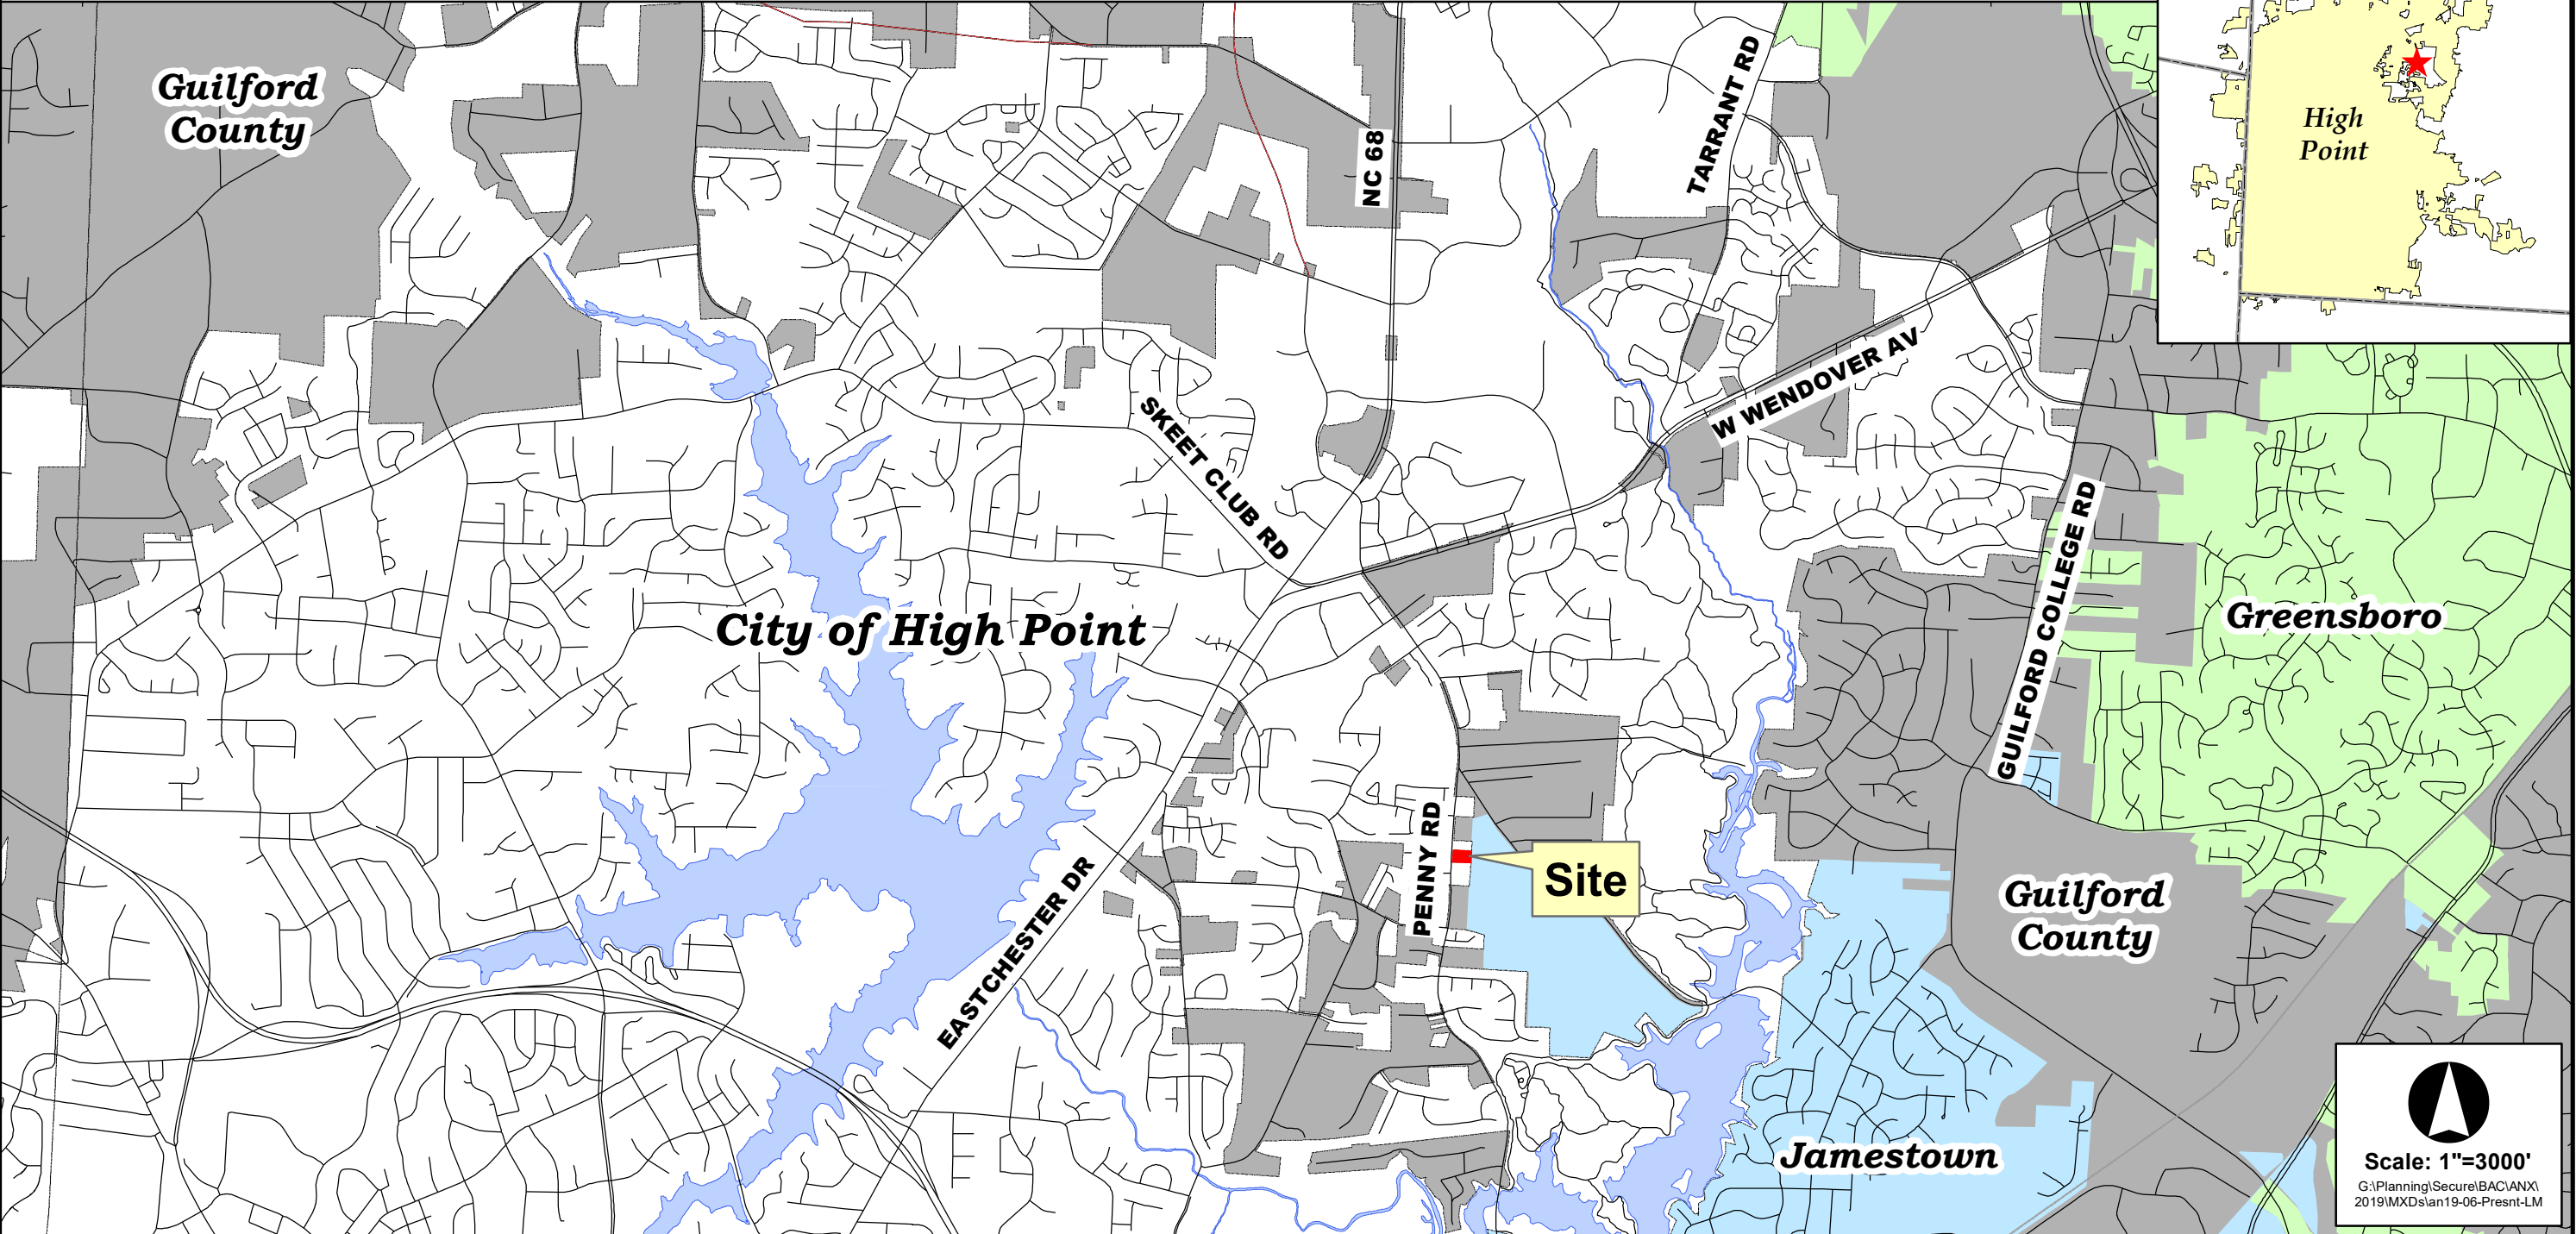 Guilford
County
TARRANT RD
NC 68
High
Point
W WENDOVER AV
SKEET CLUB RD
GUILFORD COLLEGE RD
City of High Point
Greensboro
PENNY RD
Site
EASTCHESTER DR
Guilford
County
Jamestown
Scale: 1"=3000'
G:\Planning\Secure\BAC\ANX\
2019\MXDs\an19-06-Presnt-LM